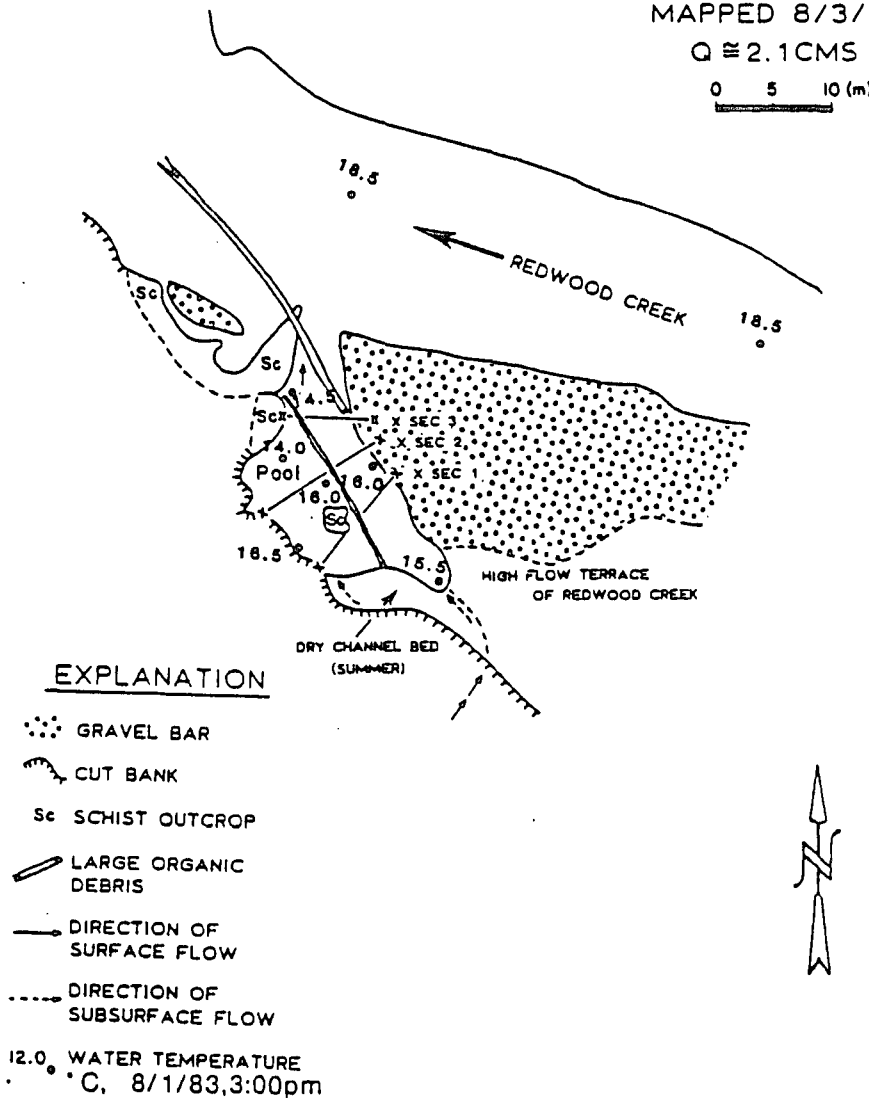 MAPPED 8/3/
Q ≅ 2.1CMS
0 5 10 (m)
18.5
REDWOOD CREEK
18.5
Sc
Sc
4.5
Sc
SEC 3
SEC 2
SEC 1
14.0
Pool
16.0
16.0
Sc
16.5
15.5
HIGH FLOW TERRACE
OF REDWOOD CREEK
DRY CHANNEL BED
(SUMMER)
EXPLANATION
GRAVEL BAR
CUT BANK
Sc SCHIST OUTCROP
LARGE ORGANIC
DEBRIS
DIRECTION OF
SURFACE FLOW
DIRECTION OF
SUBSURFACE FLOW
12.0 WATER TEMPERATURE
°C, 8/1/83,3:00pm
N